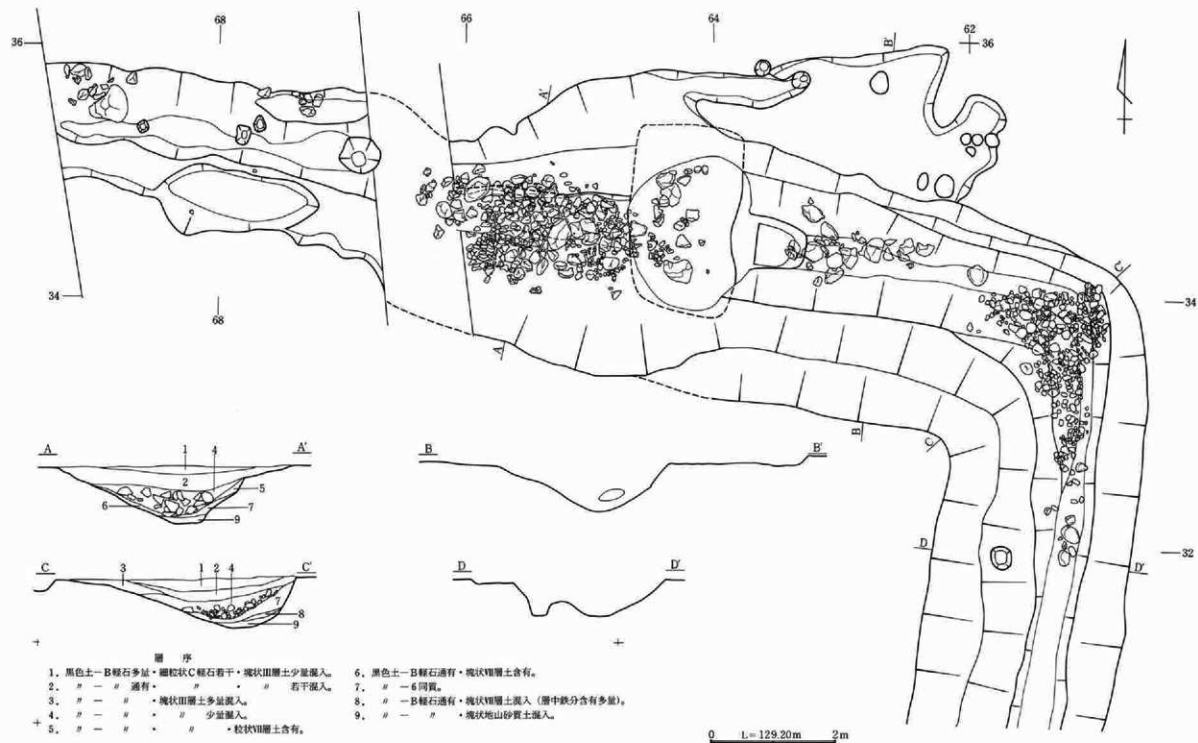 68
66
64
62
36
36
B'
A'
C'
34
68
34
A
B
C
D
D'
32
A 1 4 A'
2
5
6 7
9
B B'
C 3 1 2 4 C'
7
8
9
D D'
層序
1. 黒色土―B軽石多量・細粒状C軽石若干・塊状III層土少量混入。
2. 〃 ― 〃 通有・ 〃 ・ 〃 若干混入。
3. 〃 ― 〃 ・塊状III層土多量混入。
4. 〃 ― 〃 ・ 〃 少量混入。
5. 〃 ― 〃 ・ 〃 ・粒状VII層土含有。
6. 黒色土―B軽石通有・塊状VII層土含有。
7. 〃 ―6同質。
8. 〃 ―B軽石通有・塊状VII層土混入（層中鉄分含有多量）。
9. 〃 ― 〃 ・塊状地山砂質土混入。
0 L=129.20m 2m